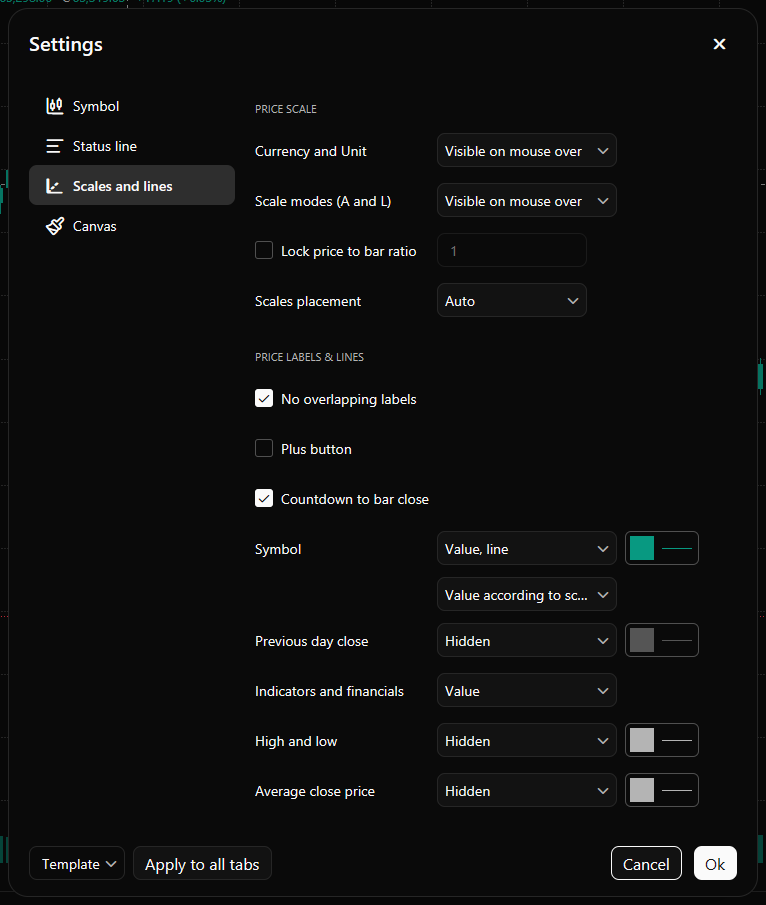 Settings
Symbol
Status line
Scales and lines
Canvas
PRICE SCALE
Currency and Unit
Visible on mouse over
Scale modes (A and L)
Visible on mouse over
Lock price to bar ratio
1
Scales placement
Auto
PRICE LABELS & LINES
No overlapping labels
Plus button
Countdown to bar close
Symbol
Value, line
Value according to sc...
Previous day close
Hidden
Indicators and financials
Value
High and low
Hidden
Average close price
Hidden
Template
Apply to all tabs
Cancel
Ok